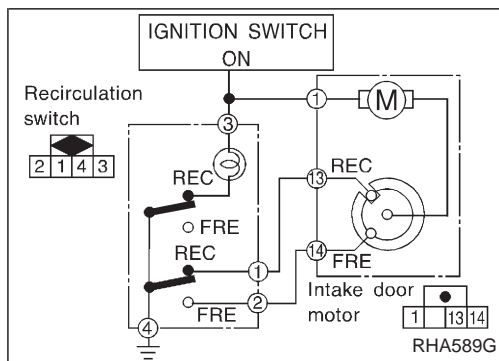 IGNITION SWITCH
ON
Recirculation
switch
2 1 4 3
1
M
3
REC
FRE
REC
FRE
1
2
4
13
REC
14
FRE
Intake door
motor
1 13 14
RHA589G